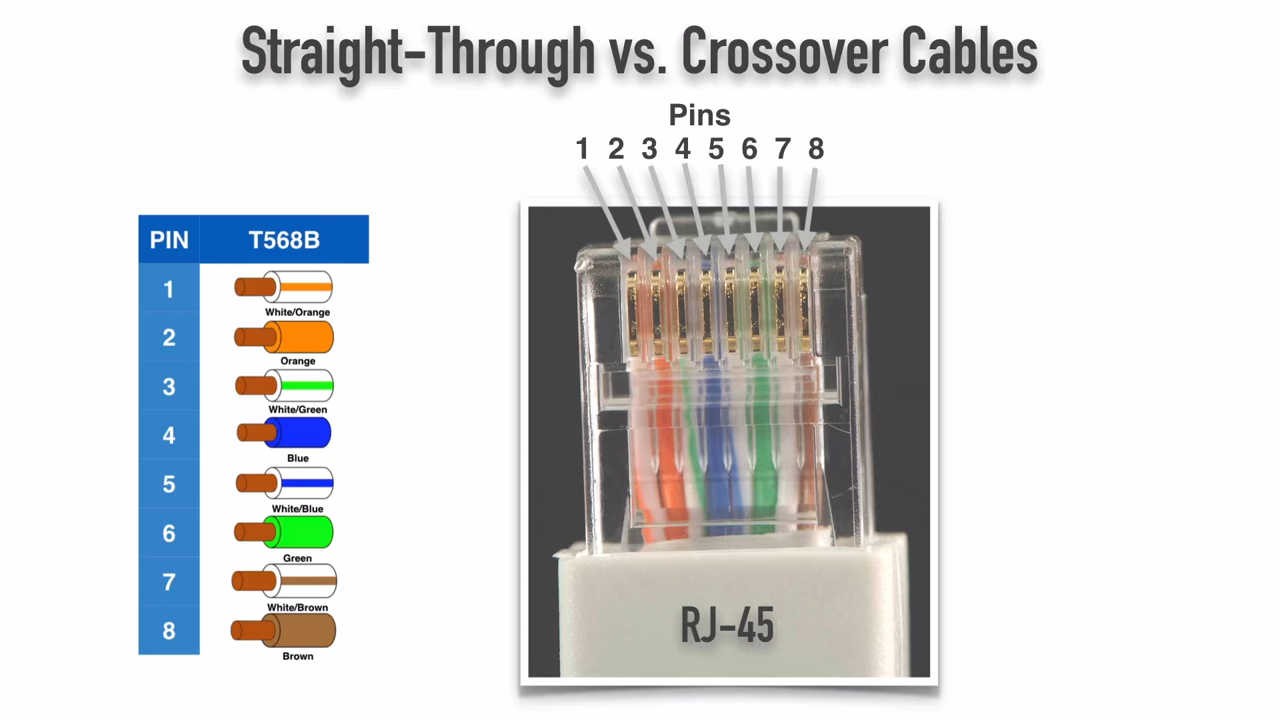 Straight-Through vs. Crossover Cables
Pins
1 2 3 4 5 6 7 8
PIN T568B
1
White/Orange
2
Orange
3
White/Green
4
Blue
5
White/Blue
6
Green
7
White/Brown
8
Brown
RJ-45